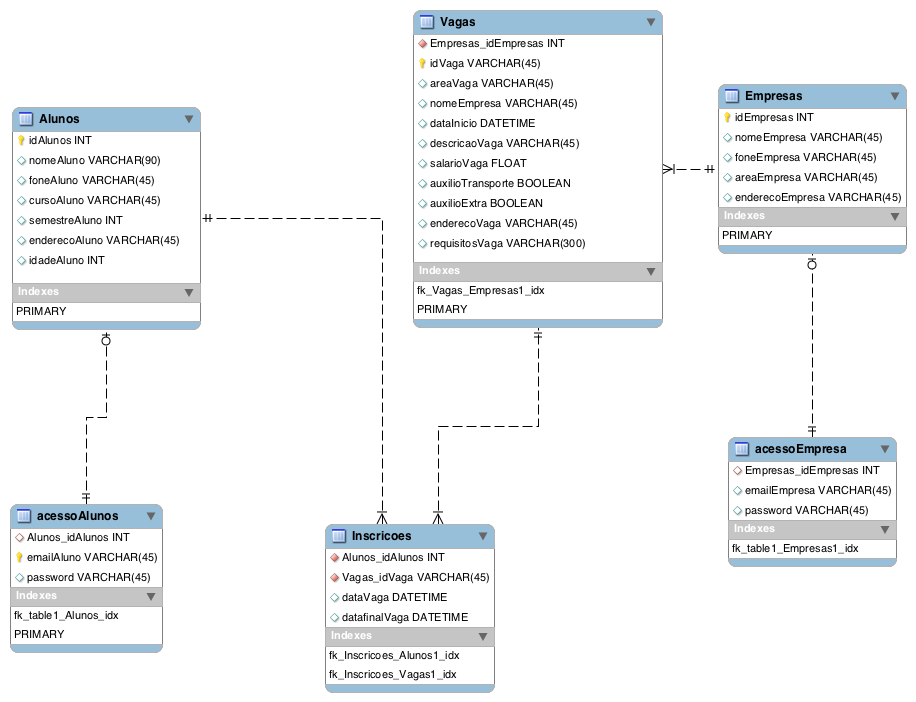 Vagas
Empresas_idEmpresas INT
idVaga VARCHAR(45)
areaVaga VARCHAR(45)
nomeEmpresa VARCHAR(45)
dataInicio DATETIME
descricaoVaga VARCHAR(45)
salarioVaga FLOAT
auxilioTransporte BOOLEAN
auxilioExtra BOOLEAN
enderecoVaga VARCHAR(45)
requisitosVaga VARCHAR(300)
Indexes
fk_Vagas_Empresas1_idx
PRIMARY
Alunos
idAlunos INT
nomeAluno VARCHAR(90)
foneAluno VARCHAR(45)
cursoAluno VARCHAR(45)
semestreAluno INT
enderecoAluno VARCHAR(45)
idadeAluno INT
Indexes
PRIMARY
Empresas
idEmpresas INT
nomeEmpresa VARCHAR(45)
foneEmpresa VARCHAR(45)
areaEmpresa VARCHAR(45)
enderecoEmpresa VARCHAR(45)
Indexes
PRIMARY
acessoAlunos
Alunos_idAlunos INT
emailAluno VARCHAR(45)
password VARCHAR(45)
Indexes
fk_table1_Alunos_idx
PRIMARY
Inscricoes
Alunos_idAlunos INT
Vagas_idVaga VARCHAR(45)
dataVaga DATETIME
datafinalVaga DATETIME
Indexes
fk_Inscricoes_Alunos1_idx
fk_Inscricoes_Vagas1_idx
acessoEmpresa
Empresas_idEmpresas INT
emailEmpresa VARCHAR(45)
password VARCHAR(45)
Indexes
fk_table1_Empresas1_idx